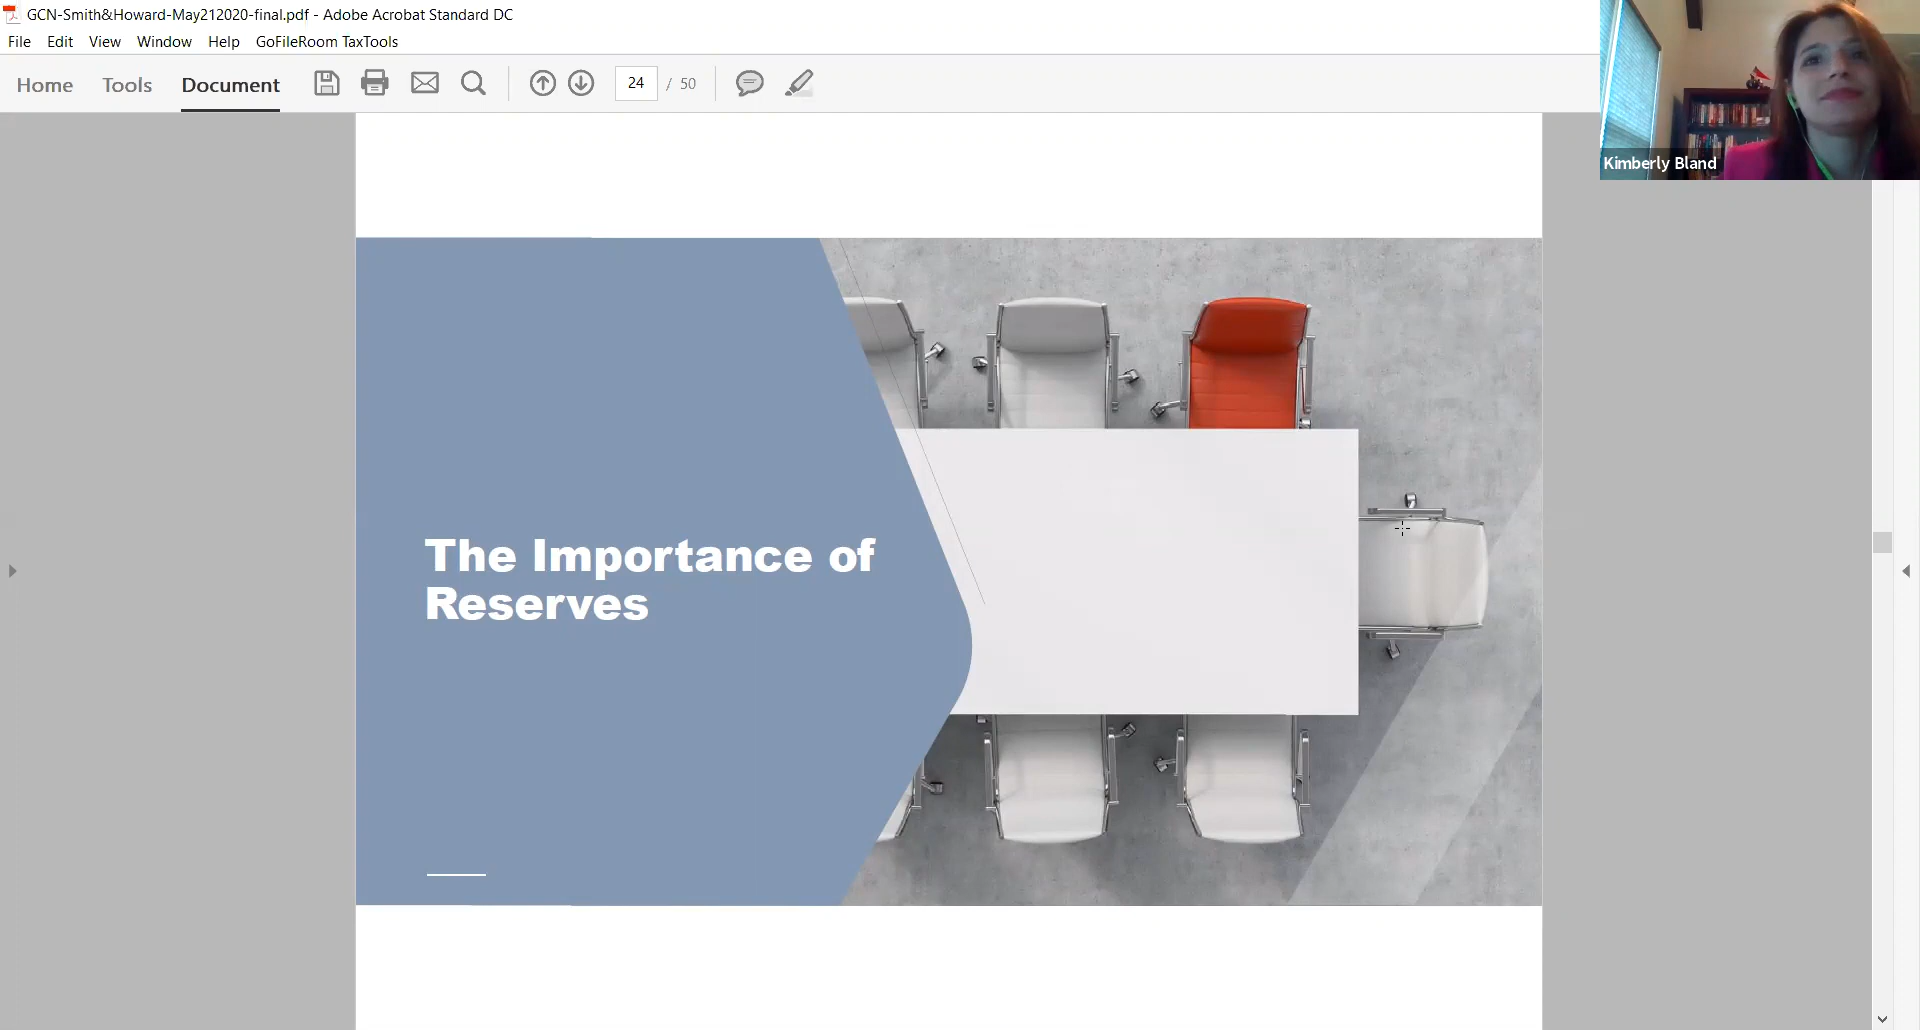 GCN-Smith&Howard-May212020-final.pdf - Adobe Acrobat Standard DC
File Edit View Window Help GoFileRoom TaxTools
Home Tools Document 24 / 50
Kimberly Bland
The Importance of
Reserves